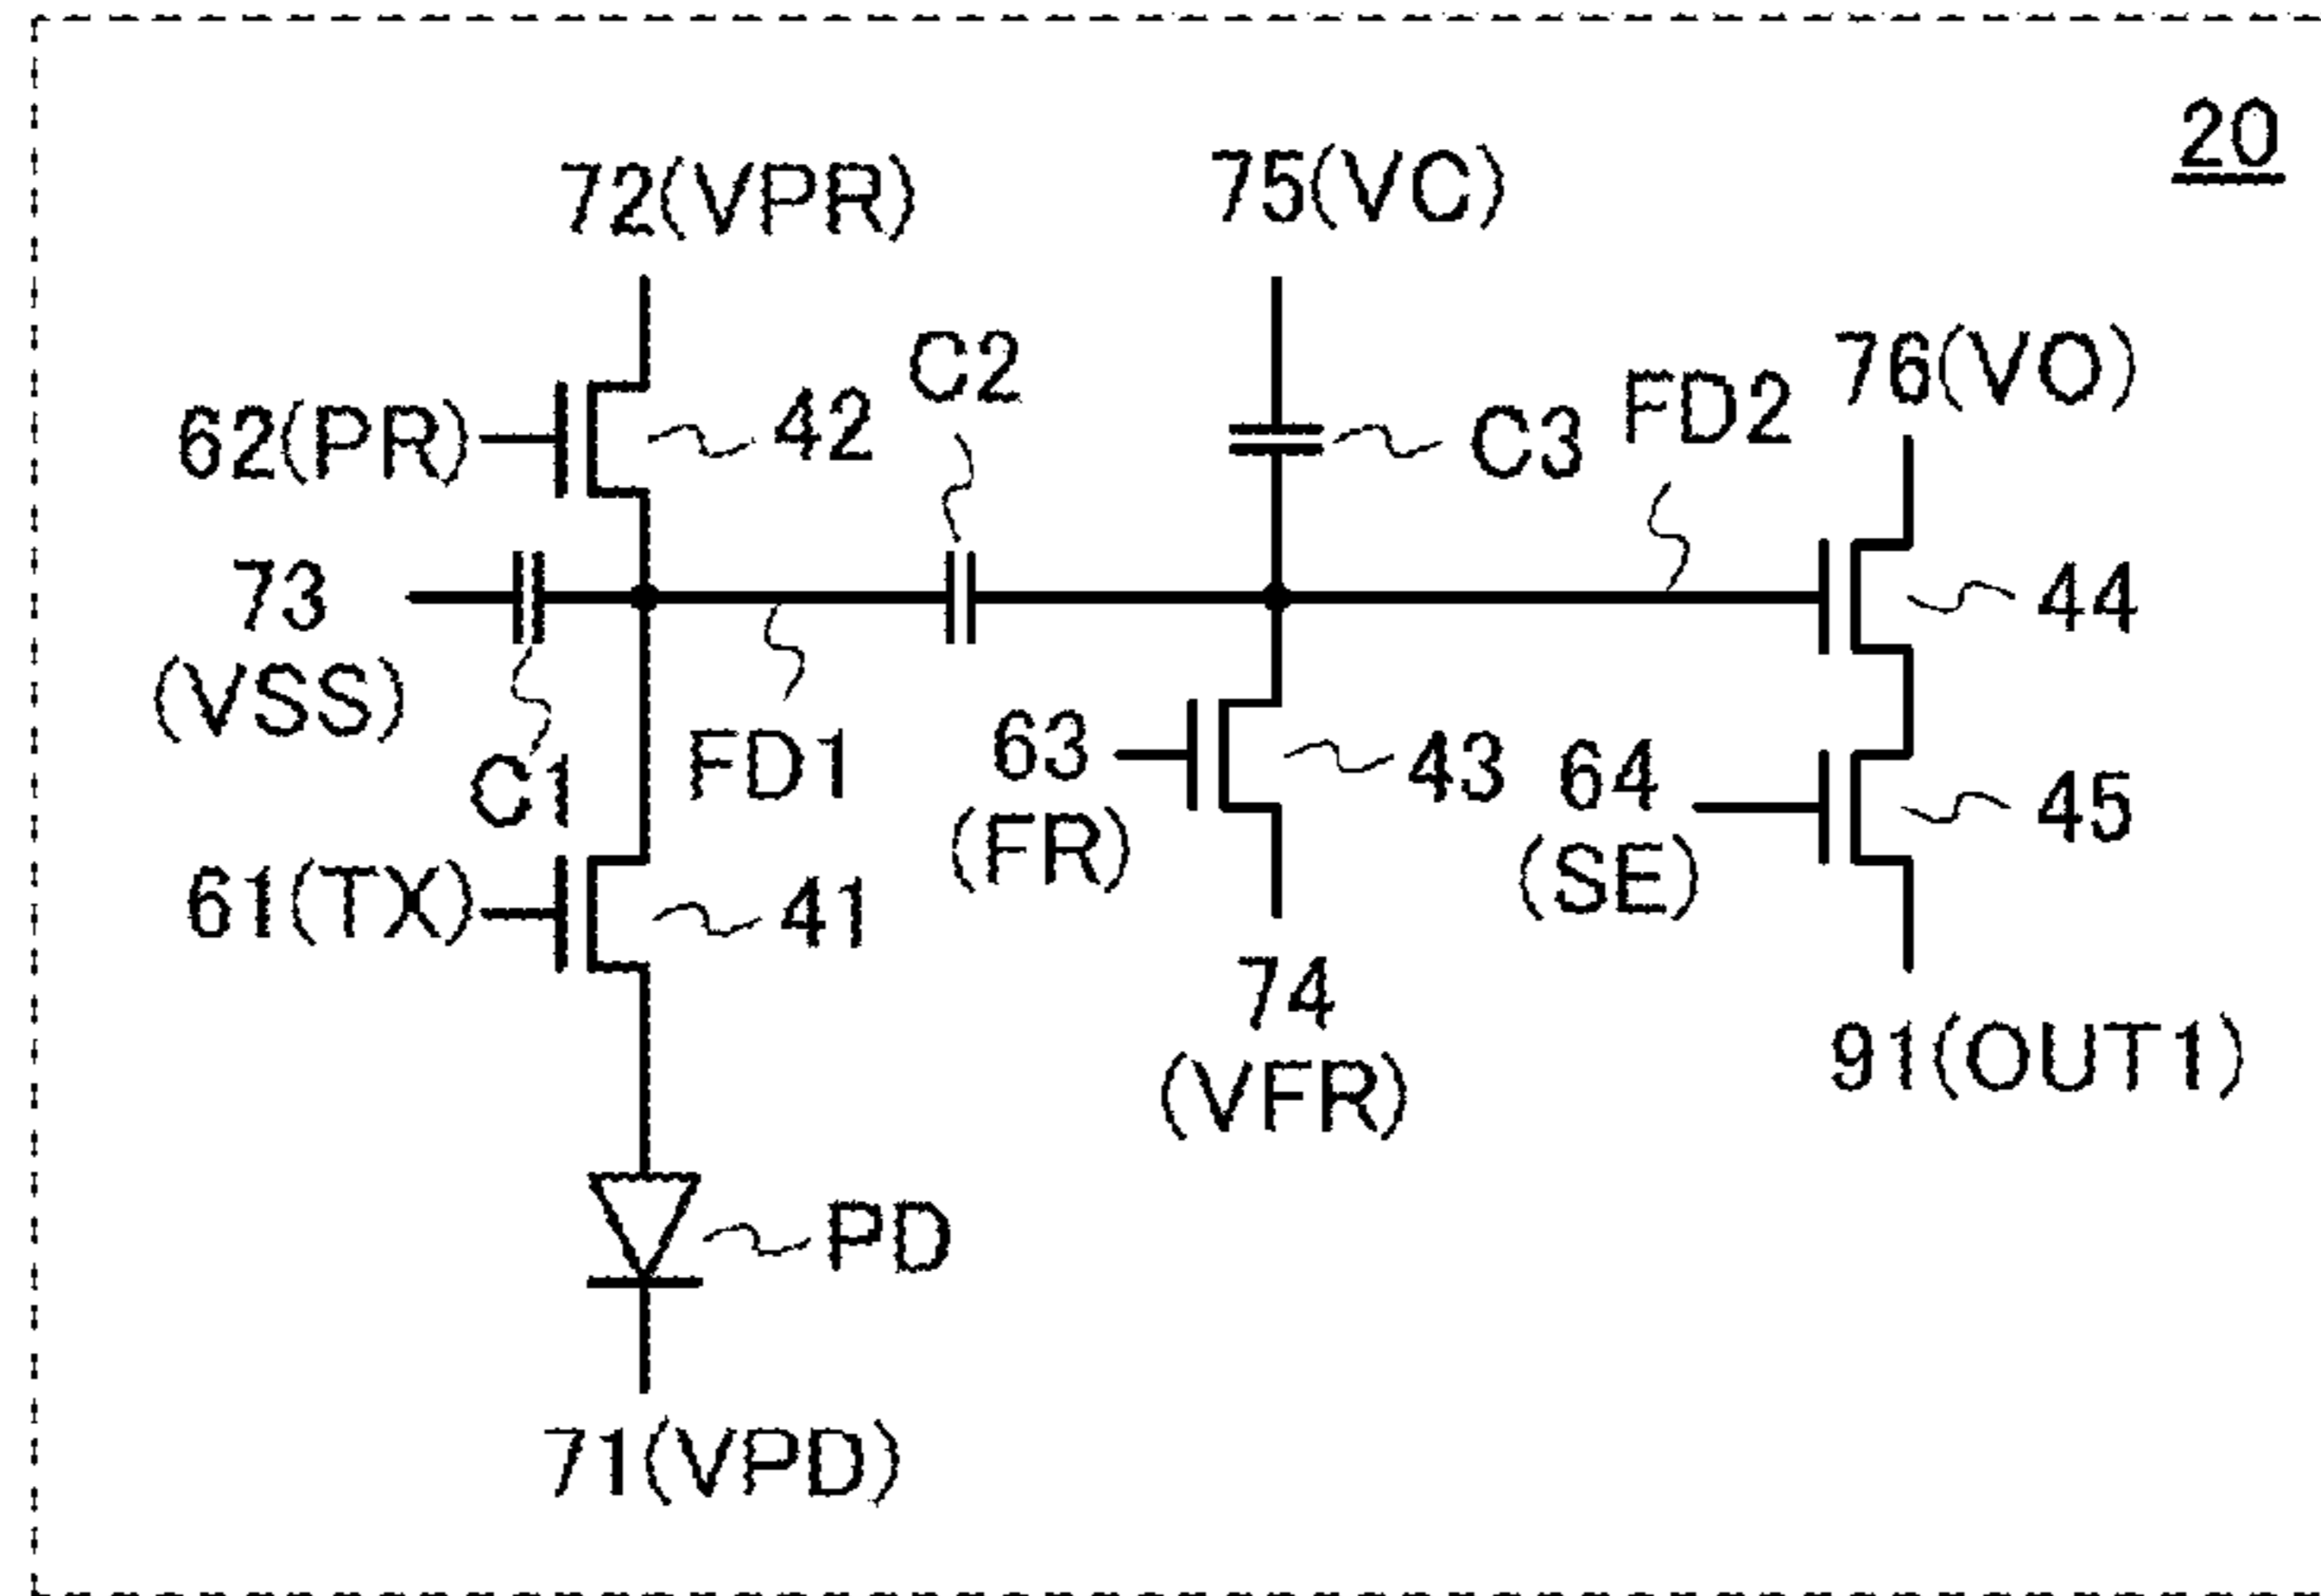 20
72(VPR)
75(VC)
C2
76(VO)
62(PR)
42
C3
FD2
73
(VSS)
44
C1
FD1
63
(FR)
43
64
(SE)
45
61(TX)
41
74
(VFR)
91(OUT1)
PD
71(VPD)